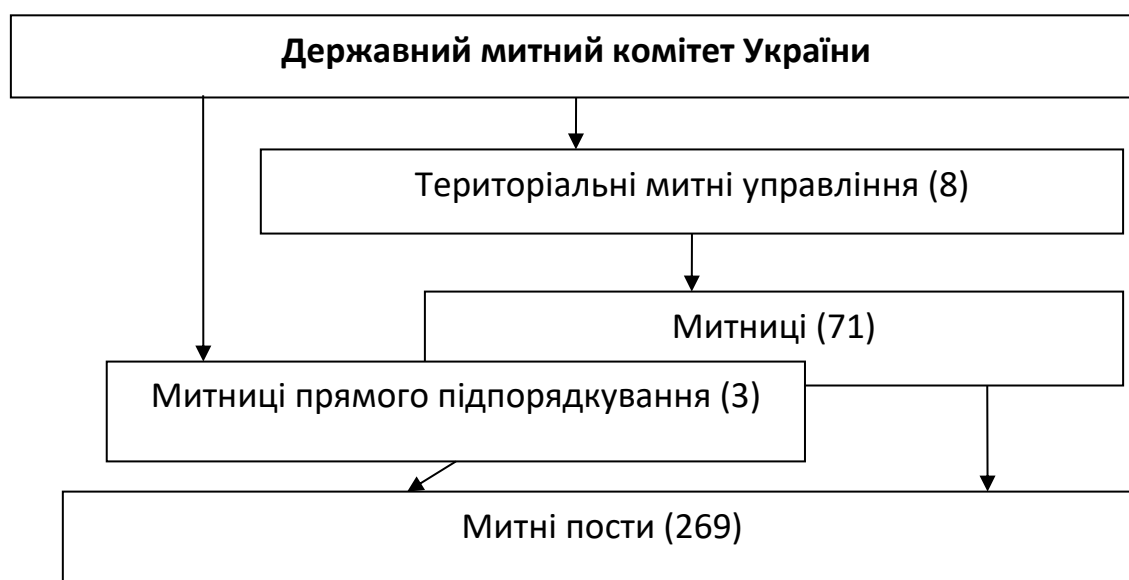 Державний митний комітет України
Територіальні митні управління (8)
Митниці (71)
Митниці прямого підпорядкування (3)
Митні пости (269)